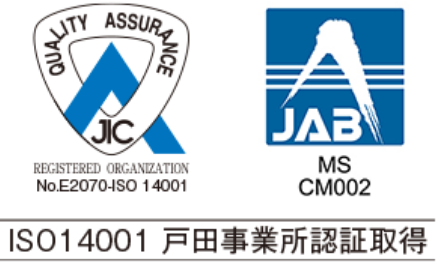 QUALITY ASSURANCE
JIC
REGISTERED ORGANIZATION
No.E2070-ISO 14001
JAB
MS
CM002
ISO14001 戸田事業所認証取得